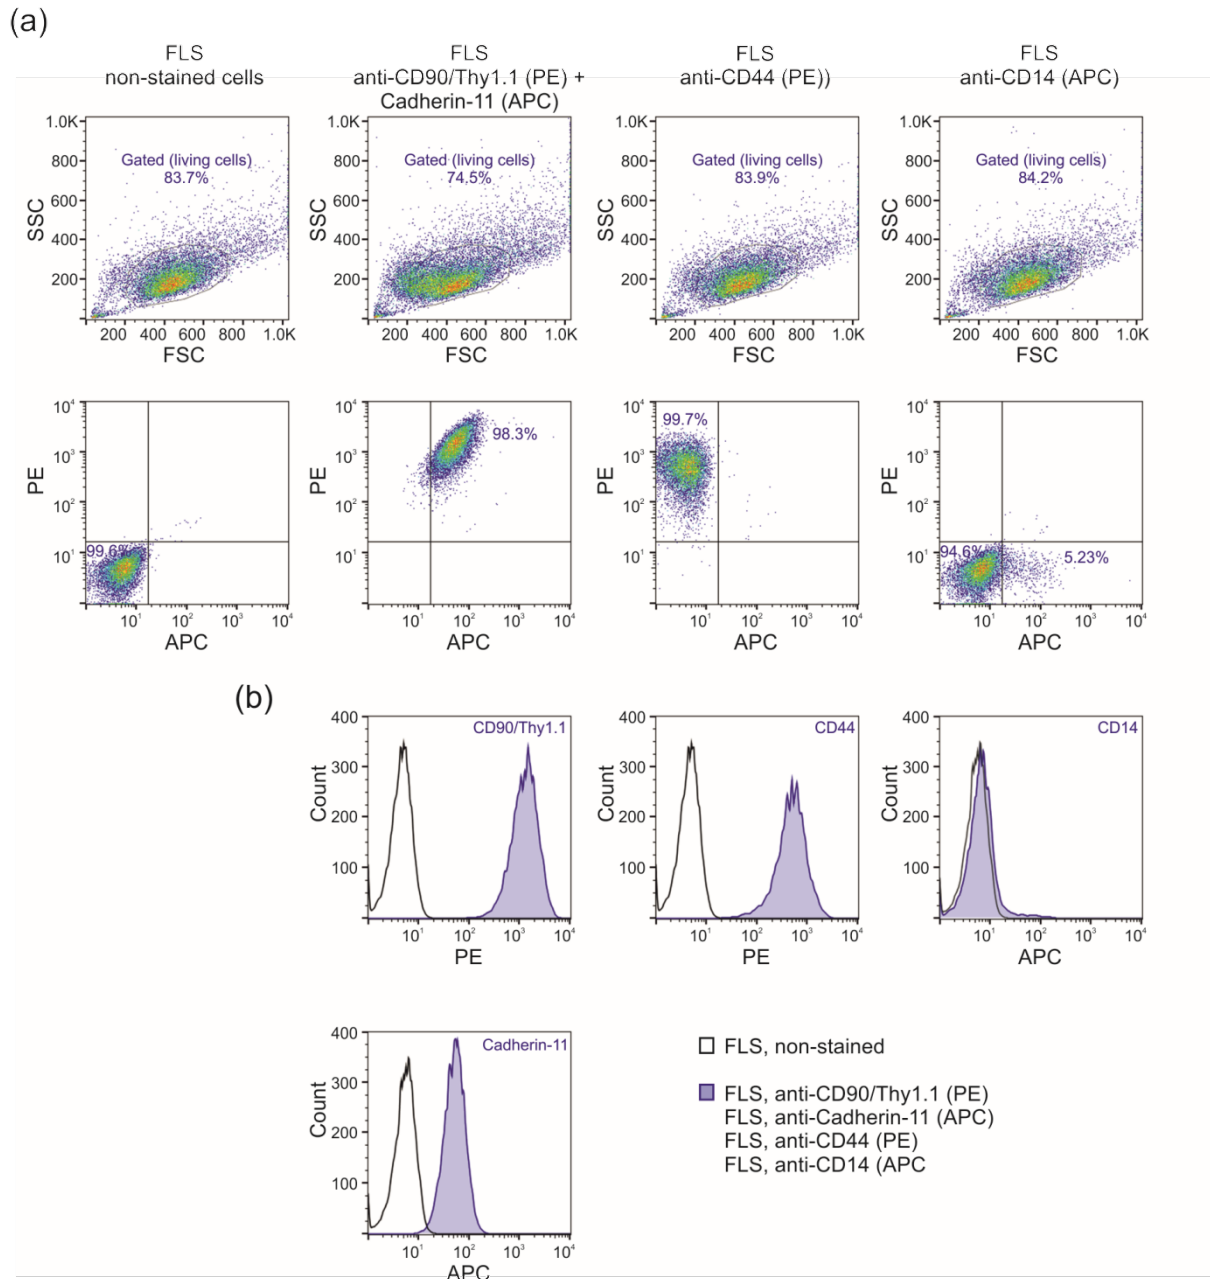 (a)
FLS
non-stained cells
FLS
anti-CD90/Thy1.1 (PE) +
Cadherin-11 (APC)
FLS
anti-CD44 (PE))
FLS
anti-CD14 (APC)
1.0K
800
600
400
200
SSC
Gated (living cells)
83.7%
200 400 600 800 1.0K
FSC
1.0K
800
600
400
200
SSC
Gated (living cells)
74.5%
200 400 600 800 1.0K
FSC
1.0K
800
600
400
200
SSC
Gated (living cells)
83.9%
200 400 600 800 1.0K
FSC
1.0K
800
600
400
200
SSC
Gated (living cells)
84.2%
200 400 600 800 1.0K
FSC
10⁴
10³
10²
10¹
PE
99.6%
10¹ 10² 10³ 10⁴
APC
10⁴
10³
10²
10¹
PE
98.3%
10¹ 10² 10³ 10⁴
APC
10⁴
10³
10²
10¹
PE
99.7%
10¹ 10² 10³ 10⁴
APC
10⁴
10³
10²
10¹
PE
94.6%
5.23%
10¹ 10² 10³ 10⁴
APC
(b)
400
300
200
100
Count
CD90/Thy1.1
10¹ 10² 10³ 10⁴
PE
400
300
200
100
Count
CD44
10¹ 10² 10³ 10⁴
PE
400
300
200
100
Count
CD14
10¹ 10² 10³ 10⁴
APC
400
300
200
100
Count
Cadherin-11
10¹ 10² 10³ 10⁴
APC
FLS, non-stained
FLS, anti-CD90/Thy1.1 (PE)
FLS, anti-Cadherin-11 (APC)
FLS, anti-CD44 (PE)
FLS, anti-CD14 (APC